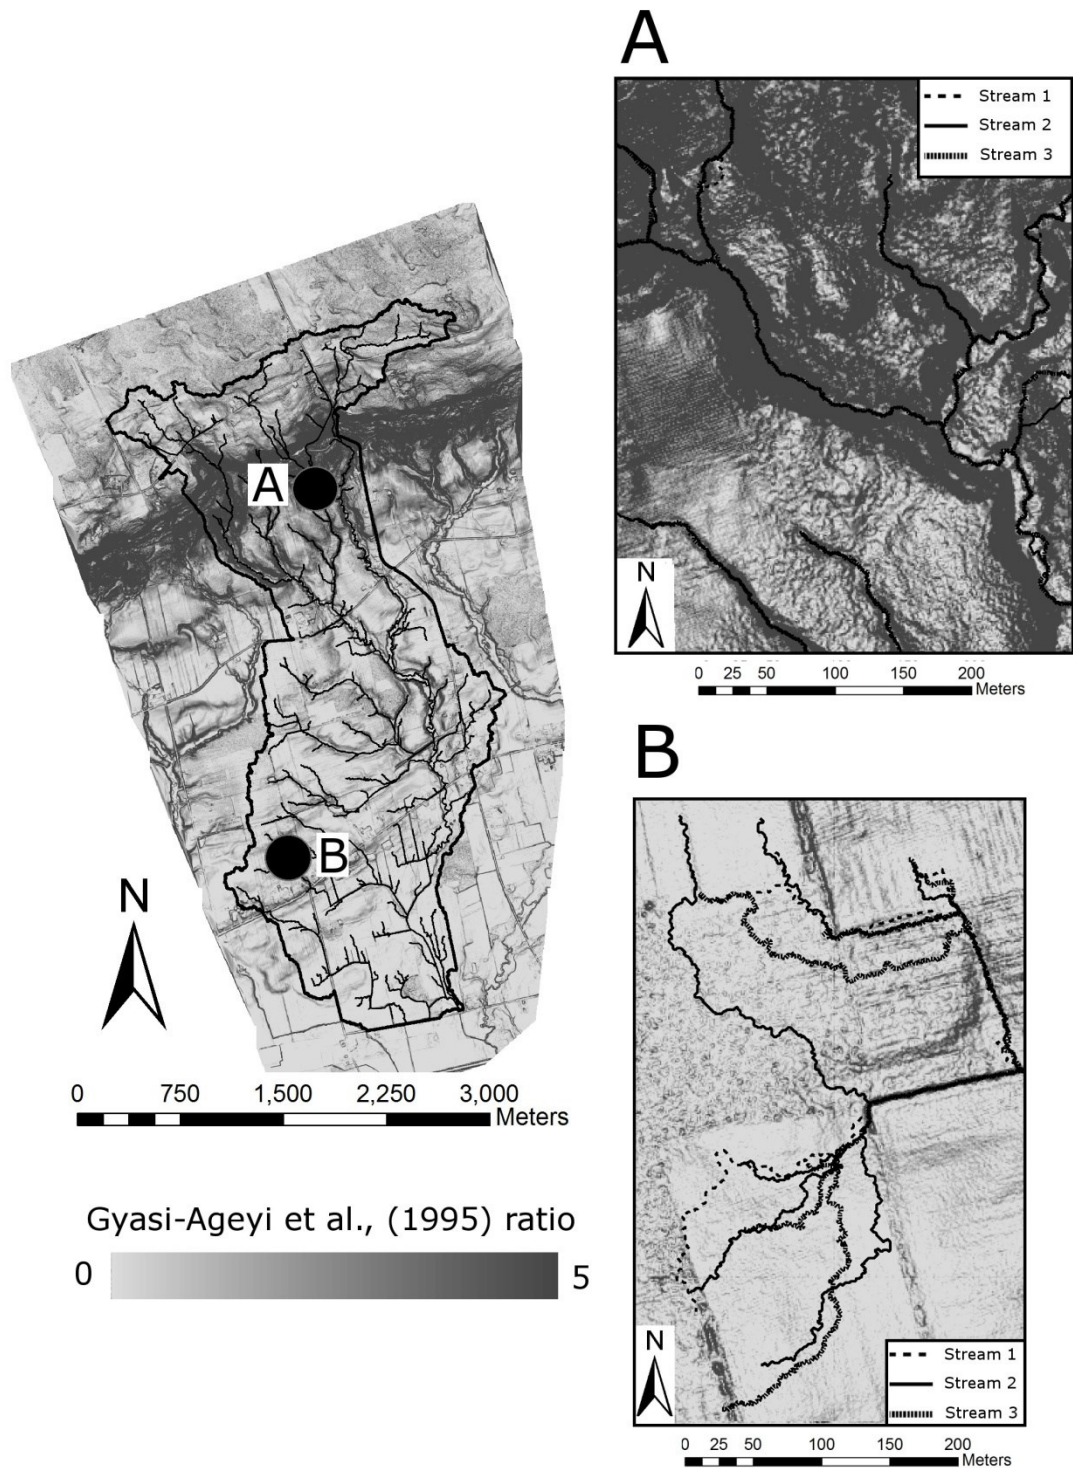 A
Stream 1
Stream 2
Stream 3
N
0 25 50 100 150 200
Meters
A
B
N
0 750 1,500 2,250 3,000
Meters
Gyasi-Ageyi et al., (1995) ratio
0 5
B
N
Stream 1
Stream 2
Stream 3
0 25 50 100 150 200
Meters